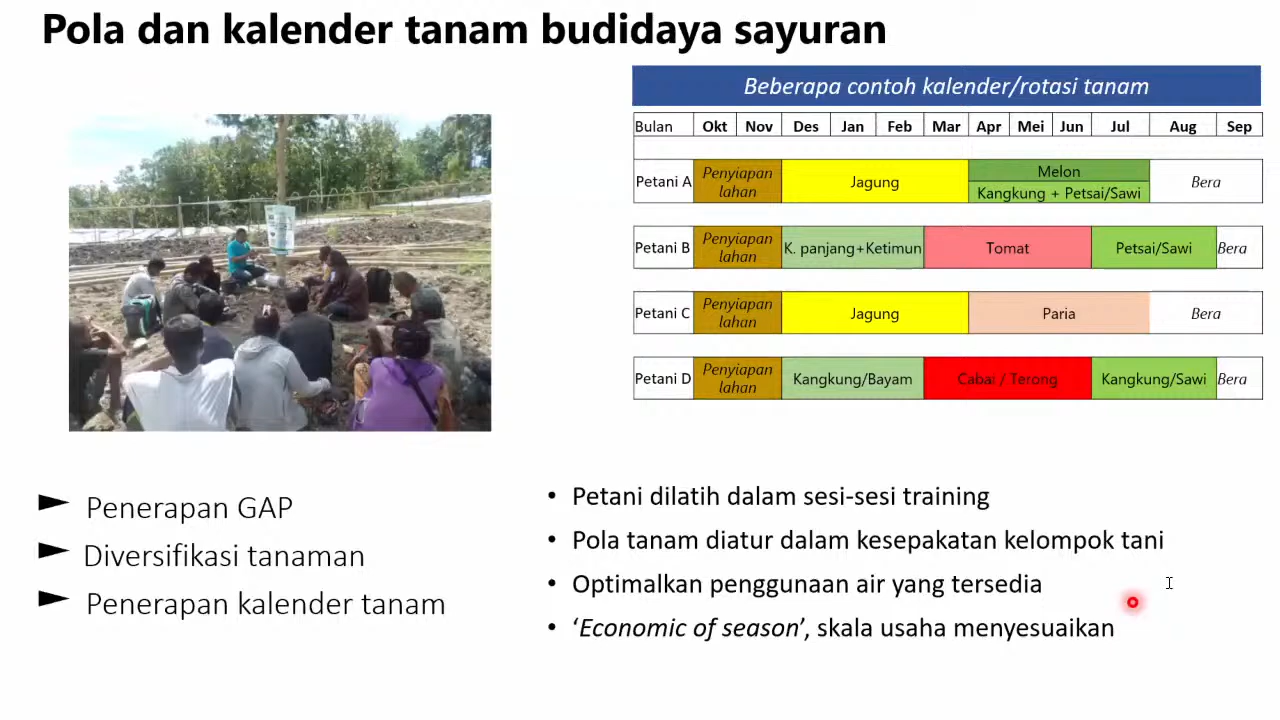 Pola dan kalender tanam budidaya sayuran
Beberapa contoh kalender/rotasi tanam
Bulan Okt Nov Des Jan Feb Mar Apr Mei Jun Jul Aug Sep
Petani A
Penyiapan
lahan
Jagung
Melon
Kangkung + Petsai/Sawi
Bera
Petani B
Penyiapan
lahan
K. panjang+Ketimun
Tomat
Petsai/Sawi
Bera
Petani C
Penyiapan
lahan
Jagung
Paria
Bera
Petani D
Penyiapan
lahan
Kangkung/Bayam
Cabai / Terong
Kangkung/Sawi
Bera
► Penerapan GAP
► Diversifikasi tanaman
► Penerapan kalender tanam
• Petani dilatih dalam sesi-sesi training
• Pola tanam diatur dalam kesepakatan kelompok tani
• Optimalkan penggunaan air yang tersedia
• ‘Economic of season’, skala usaha menyesuaikan